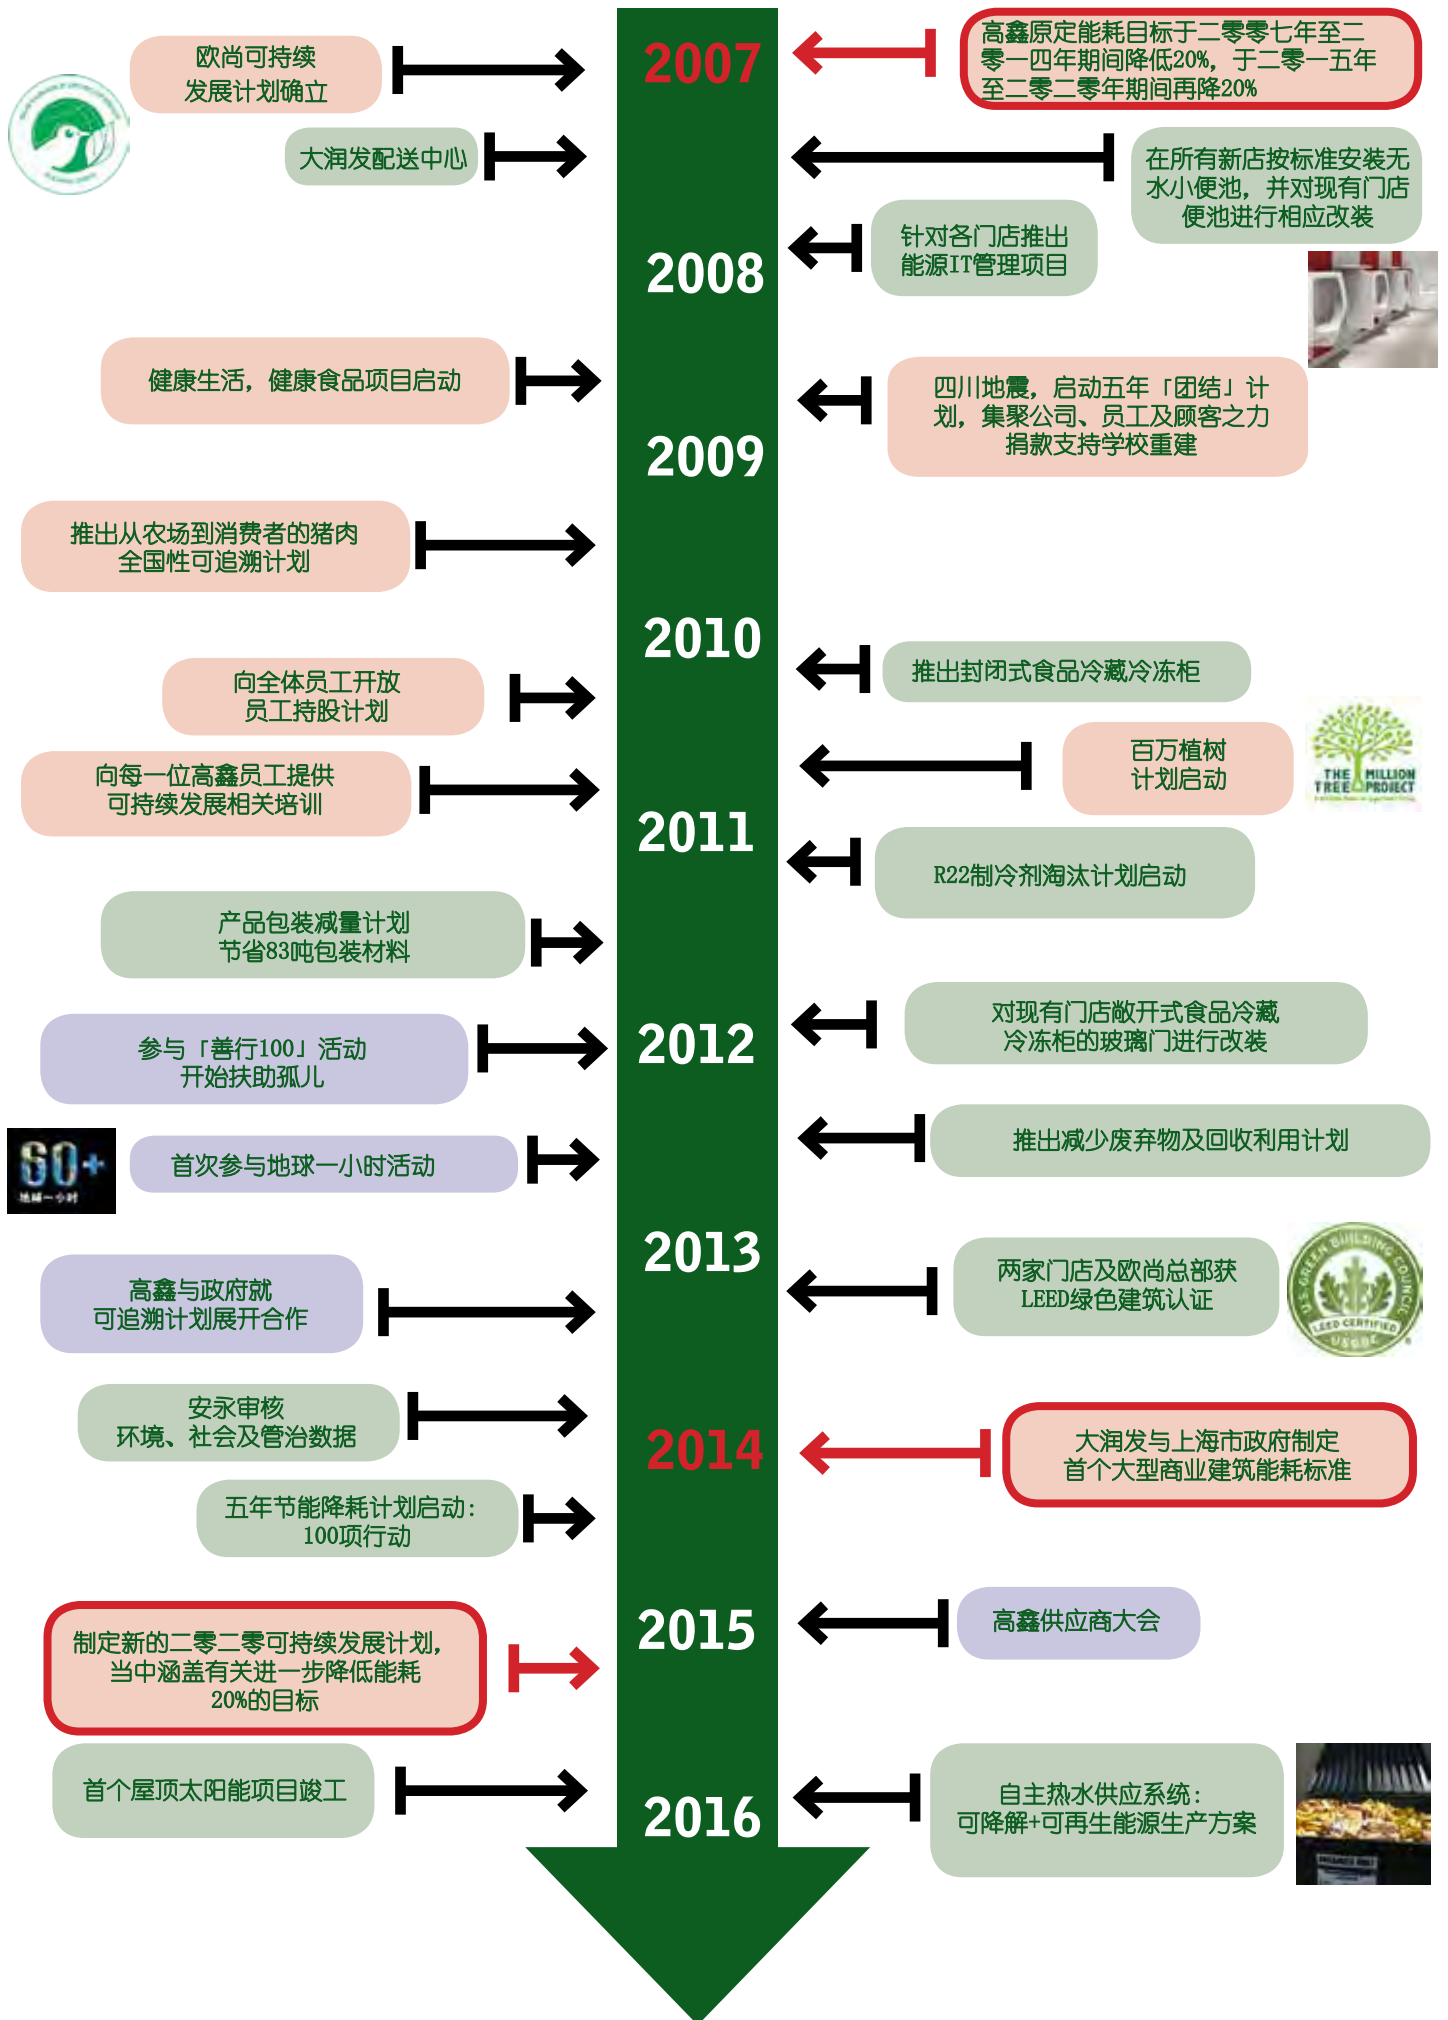 2007
欧尚可持续
发展计划确立
高鑫原定能耗目标于二零零七年至二
零一四年期间降低20%，于二零一五年
至二零二零年期间再降20%
大润发配送中心
在所有新店按标准安装无
水小便池，并对现有门店
便池进行相应改装
针对各门店推出
能源IT管理项目
2008
健康生活，健康食品项目启动
四川地震，启动五年「团结」计
划，集聚公司、员工及顾客之力
捐款支持学校重建
2009
推出从农场到消费者的猪肉
全国性可追溯计划
2010
向全体员工开放
员工持股计划
推出封闭式食品冷藏冷冻柜
向每一位高鑫员工提供
可持续发展相关培训
百万植树
计划启动
THE MILLION
TREE PROJECT
2011
R22制冷剂淘汰计划启动
产品包装减量计划
节省83吨包装材料
2012
对现有门店敞开式食品冷藏
冷冻柜的玻璃门进行改装
参与「善行100」活动
开始扶助孤儿
推出减少废弃物及回收利用计划
60+
地球一小时
首次参与地球一小时活动
2013
两家门店及欧尚总部获
LEED绿色建筑认证
U.S. GREEN BUILDING COUNCIL
LEED CERTIFIED
USGBC
高鑫与政府就
可追溯计划展开合作
安永审核
环境、社会及管治数据
2014
大润发与上海市政府制定
首个大型商业建筑能耗标准
五年节能降耗计划启动：
100项行动
2015
高鑫供应商大会
制定新的二零二零可持续发展计划，
当中涵盖有关进一步降低能耗
20%的目标
首个屋顶太阳能项目竣工
2016
自主热水供应系统：
可降解+可再生能源生产方案